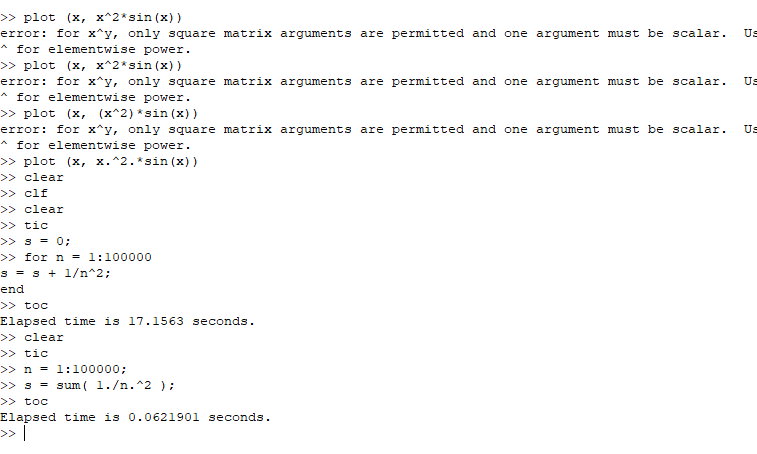 >> plot (x, x^2*sin(x))
error: for x^y, only square matrix arguments are permitted and one argument must be scalar.  Us
^ for elementwise power.
>> plot (x, x^2*sin(x))
error: for x^y, only square matrix arguments are permitted and one argument must be scalar.  Us
^ for elementwise power.
>> plot (x, (x^2)*sin(x))
error: for x^y, only square matrix arguments are permitted and one argument must be scalar.  Us
^ for elementwise power.
>> plot (x, x.^2.*sin(x))
>> clear
>> clf
>> clear
>> tic
>> s = 0;
>> for n = 1:100000
s = s + 1/n^2;
end
>> toc
Elapsed time is 17.1563 seconds.
>> clear
>> tic
>> n = 1:100000;
>> s = sum( 1./n.^2 );
>> toc
Elapsed time is 0.0621901 seconds.
>>